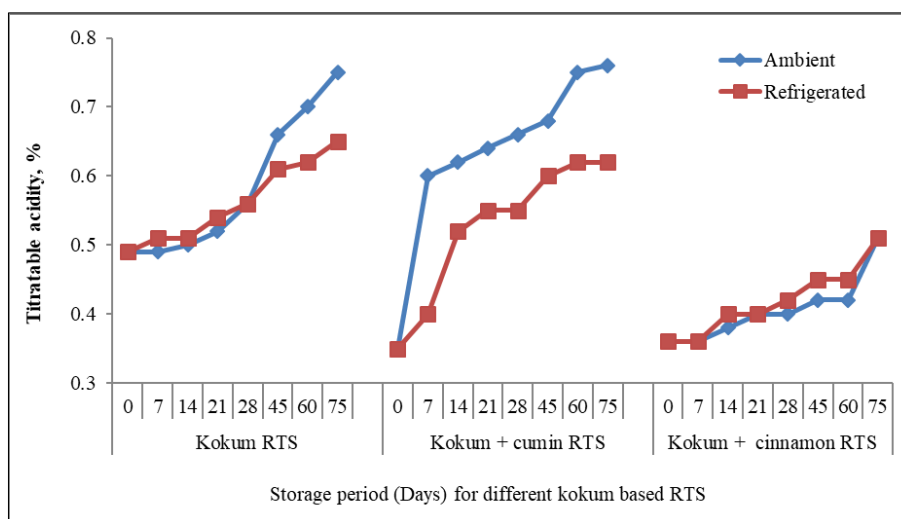 0.8
0.7
0.6
0.5
0.4
0.3
Titratable acidity, %
Ambient
Refrigerated
0 7 14 21 28 45 60 75 0 7 14 21 28 45 60 75 0 7 14 21 28 45 60 75
Kokum RTS Kokum + cumin RTS Kokum + cinnamon RTS
Storage period (Days) for different kokum based RTS